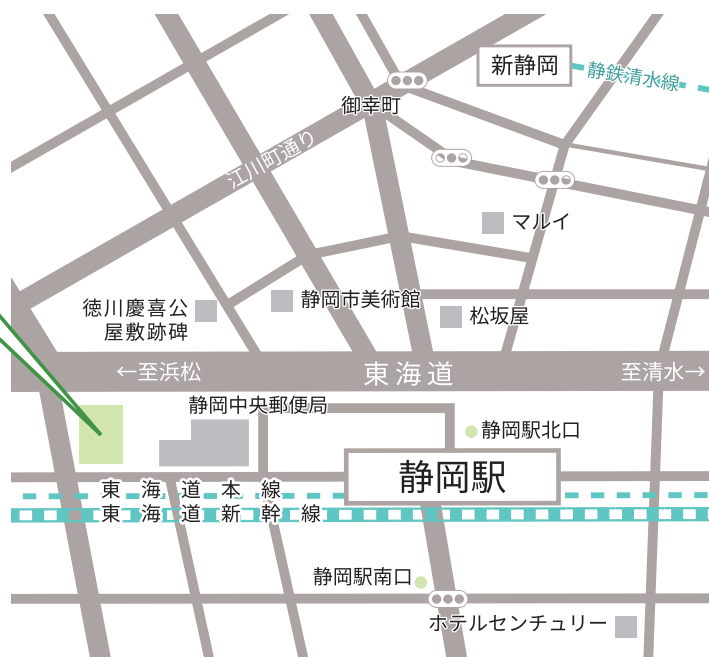 新静岡
静鉄清水線
御幸町
江川町通り
マルイ
徳川慶喜公
屋敷跡碑
静岡市美術館
松坂屋
←至浜松
東海道
至清水→
静岡中央郵便局
静岡駅北口
静岡駅
東海道本線
東海道新幹線
静岡駅南口
ホテルセンチュリー